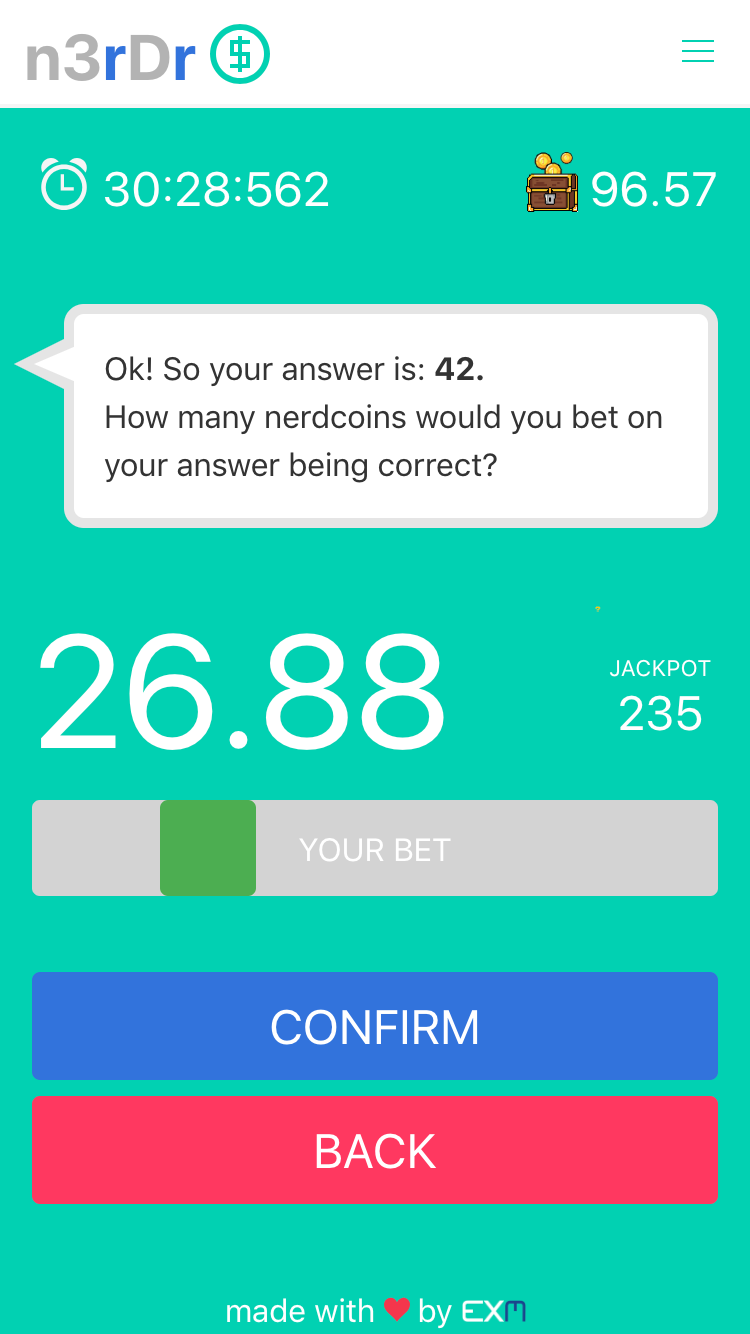 n3rDr $
30:28:562
96.57
Ok! So your answer is: 42.
How many nerdcoins would you bet on
your answer being correct?
26.88
JACKPOT
235
YOUR BET
CONFIRM
BACK
made with ❤ by EXM